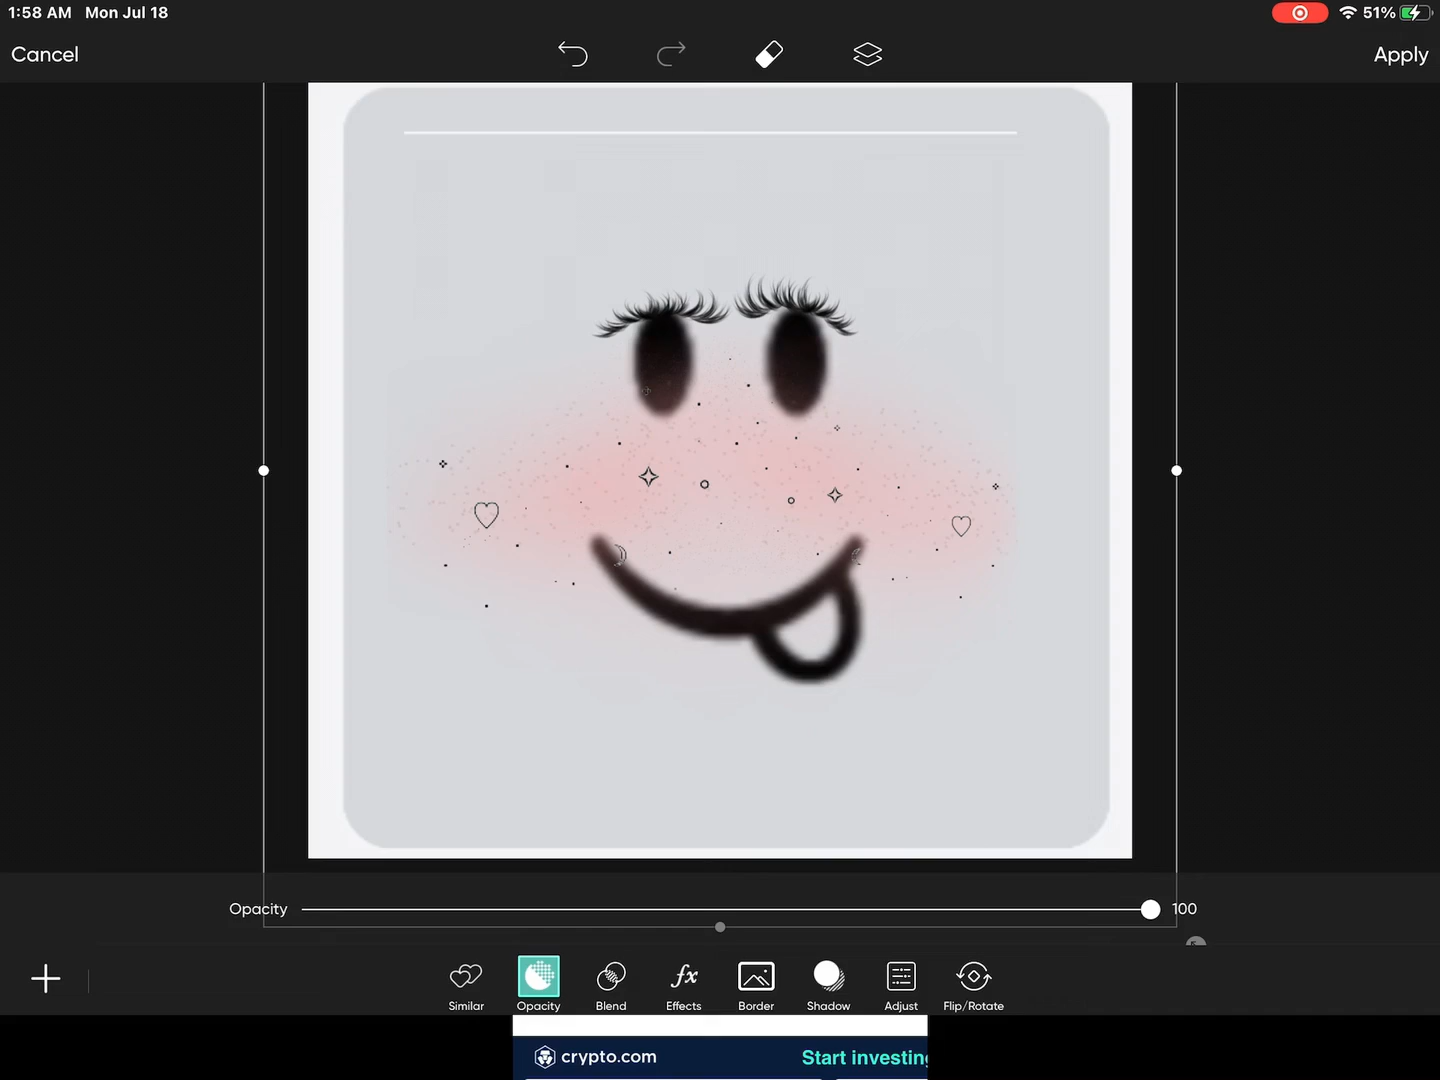 1:58 AM Mon Jul 18
51%
Cancel
Apply
Opacity
100
Similar
Opacity
Blend
fx
Effects
Border
Shadow
Adjust
Flip/Rotate
crypto.com
Start investing